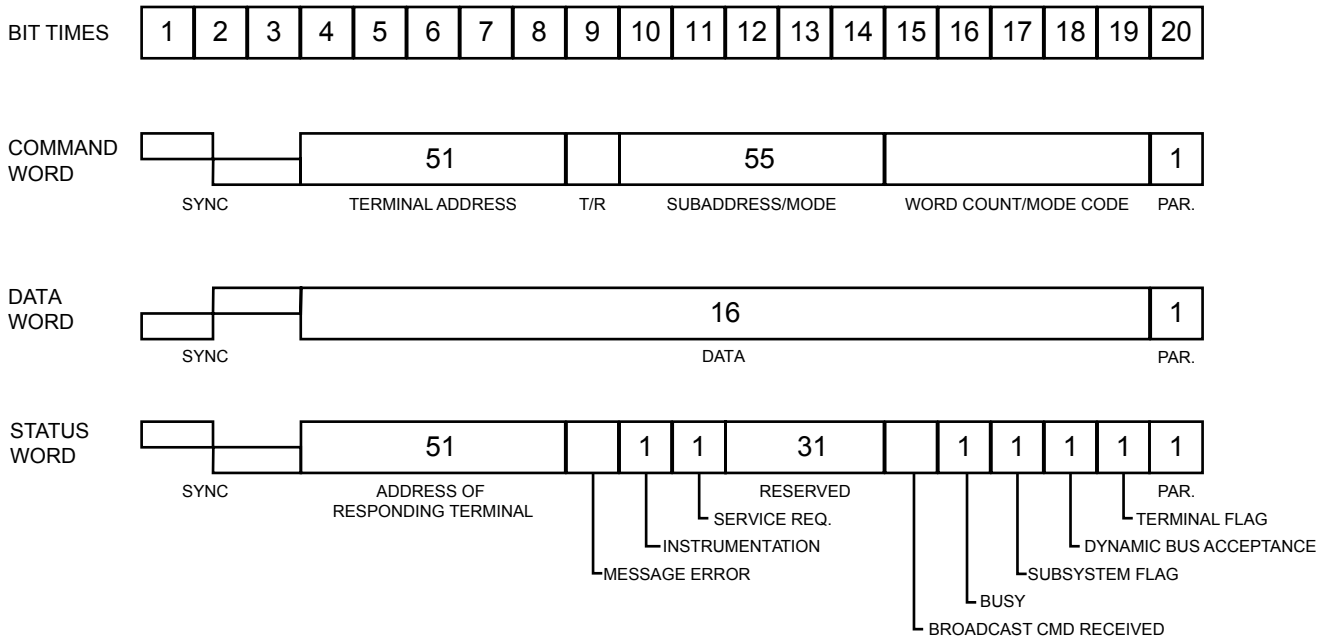 BIT TIMES 1 2 3 4 5 6 7 8 9 10 11 12 13 14 15 16 17 18 19 20
COMMAND
WORD
51 55 1
SYNC TERMINAL ADDRESS T/R SUBADDRESS/MODE WORD COUNT/MODE CODE PAR.
DATA
WORD
16 1
SYNC DATA PAR.
STATUS
WORD
51 1 1 31 1 1 1 1 1
SYNC ADDRESS OF RESERVED PAR.
RESPONDING TERMINAL
SERVICE REQ. TERMINAL FLAG
INSTRUMENTATION DYNAMIC BUS ACCEPTANCE
MESSAGE ERROR SUBSYSTEM FLAG
BUSY
BROADCAST CMD RECEIVED